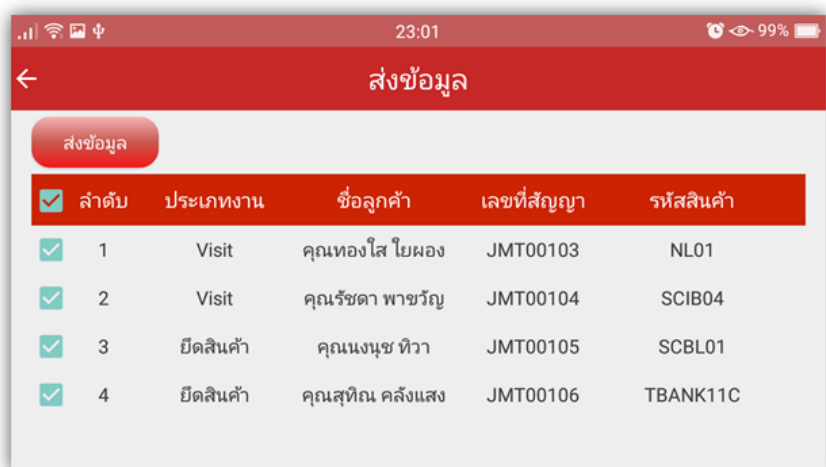 23:01 99%
ส่งข้อมูล
ส่งข้อมูล
ลำดับ ประเภทงาน ชื่อลูกค้า เลขที่สัญญา รหัสสินค้า
1 Visit คุณทองใส ใยผอง JMT00103 NL01
2 Visit คุณรัชดา พาขวัญ JMT00104 SCIB04
3 ยึดสินค้า คุณนงนุช ทิวา JMT00105 SCBL01
4 ยึดสินค้า คุณสุทิณ คลังแสง JMT00106 TBANK11C